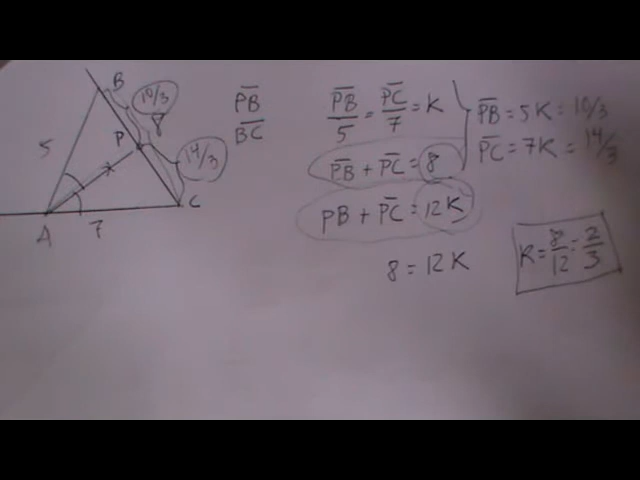 B
10/3
8
P
5
14/3
C
A
7
PB
BC
PB/5 = PC/7 = K
PB + PC = 8
PB + PC = 12K
8 = 12K
PB = 5K = 10/3
PC = 7K = 14/3
K = 8/12 = 2/3